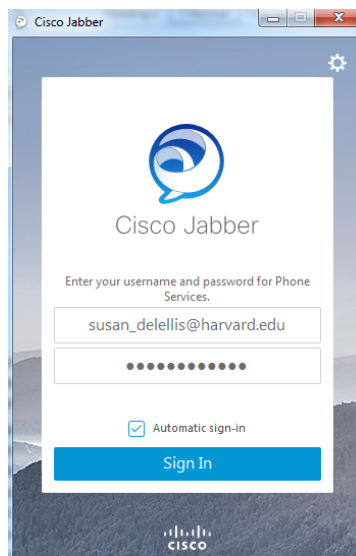 Cisco Jabber
Cisco Jabber
Enter your username and password for Phone
Services.
susan_delellis@harvard.edu
●●●●●●●●●●●●
Automatic sign-in
Sign In
CISCO